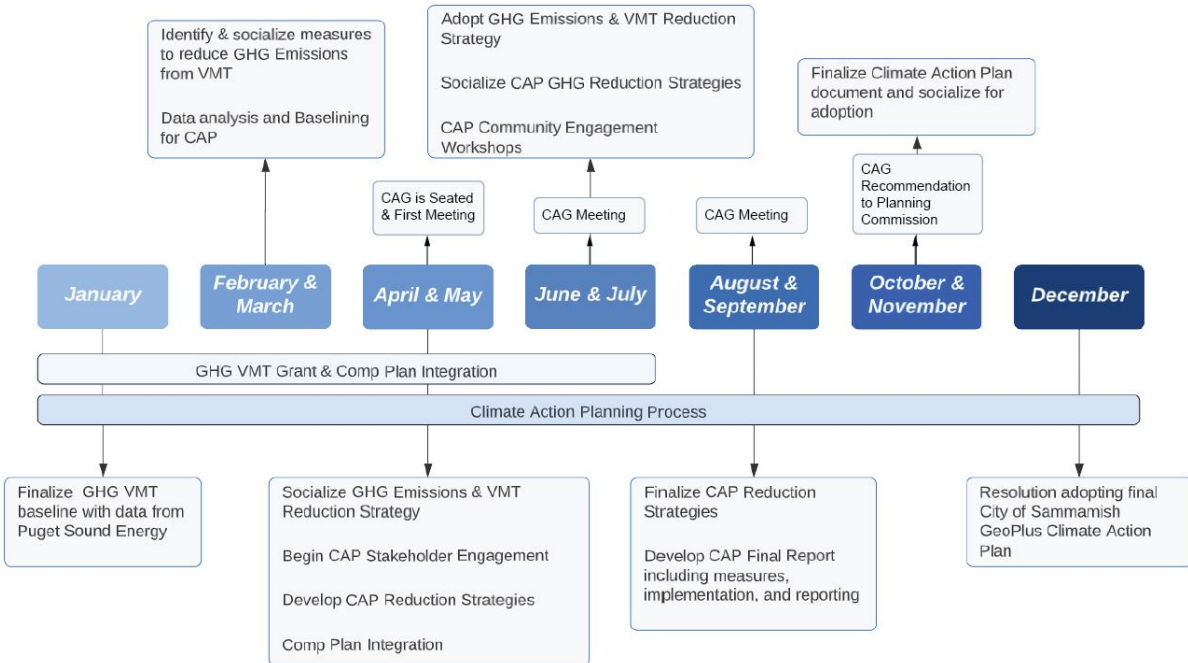 Identify & socialize measures
to reduce GHG Emissions
from VMT
Data analysis and Baselining
for CAP
Adopt GHG Emissions & VMT Reduction
Strategy
Socialize CAP GHG Reduction Strategies
CAP Community Engagement
Workshops
Finalize Climate Action Plan
document and socialize for
adoption
CAG is Seated
& First Meeting
CAG Meeting
CAG Meeting
CAG
Recommendation
to Planning
Commission
January
February &
March
April & May
June & July
August &
September
October &
November
December
GHG VMT Grant & Comp Plan Integration
Climate Action Planning Process
Finalize GHG VMT
baseline with data from
Puget Sound Energy
Socialize GHG Emissions & VMT
Reduction Strategy
Begin CAP Stakeholder Engagement
Develop CAP Reduction Strategies
Comp Plan Integration
Finalize CAP Reduction
Strategies
Develop CAP Final Report
including measures,
implementation, and reporting
Resolution adopting final
City of Sammamish
GeoPlus Climate Action
Plan